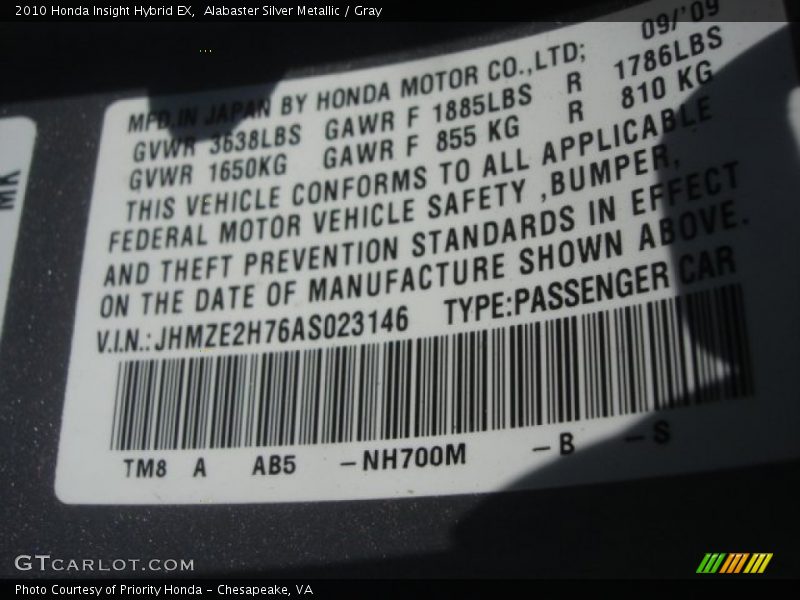 2010 Honda Insight Hybrid EX, Alabaster Silver Metallic / Gray
MFD.IN JAPAN BY HONDA MOTOR CO.,LTD; 09/'09
GVWR 3638LBS GAWR F 1885LBS R 1786LBS
GVWR 1650KG GAWR F 855 KG R 810 KG
THIS VEHICLE CONFORMS TO ALL APPLICABLE
FEDERAL MOTOR VEHICLE SAFETY ,BUMPER,
AND THEFT PREVENTION STANDARDS IN EFFECT
ON THE DATE OF MANUFACTURE SHOWN ABOVE.
V.I.N.: JHMZE2H76AS023146 TYPE:PASSENGER CAR
TM8 A AB5 –NH700M –B –S
GTCARLOT.COM
Photo Courtesy of Priority Honda - Chesapeake, VA